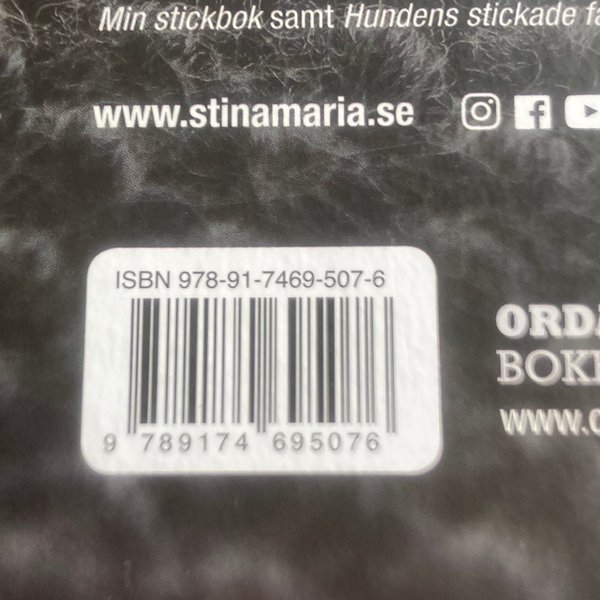 Min stickbok samt Hundens stickade
www.stinamaria.se
ISBN 978-91-7469-507-6
9 789174 695076